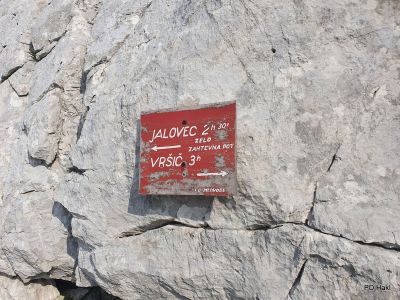 JALOVEC 2h 30'
ZELO
ZAHTEVNA POT
VRŠIČ 3h
PD Haki